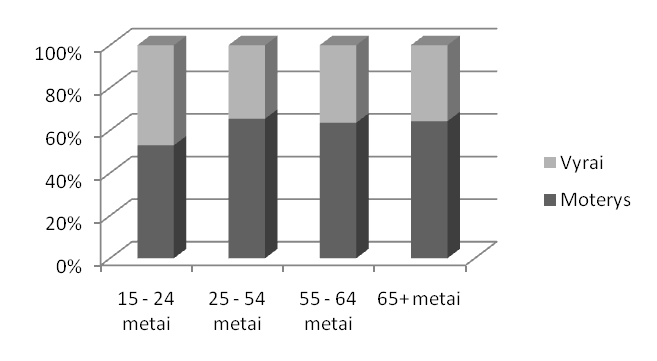 100%
80%
60%
40%
20%
0%
15 - 24
metai
25 - 54
metai
55 - 64
metai
65+ metai
Vyrai
Moterys